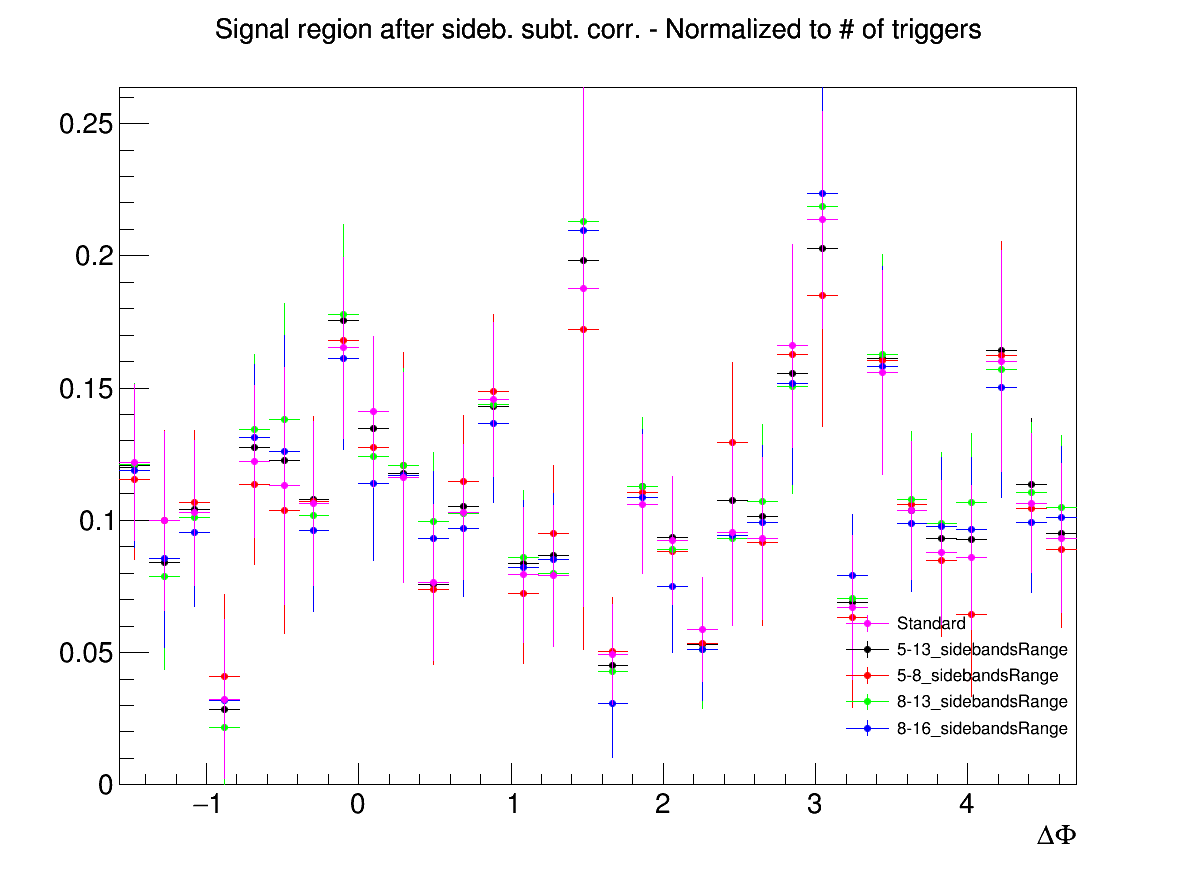 Signal region after sideb. subt. corr. - Normalized to # of triggers
0.25
0.2
0.15
0.1
0.05
0
Standard
5-13_sidebandsRange
5-8_sidebandsRange
8-13_sidebandsRange
8-16_sidebandsRange
−1 0 1 2 3 4
ΔΦ